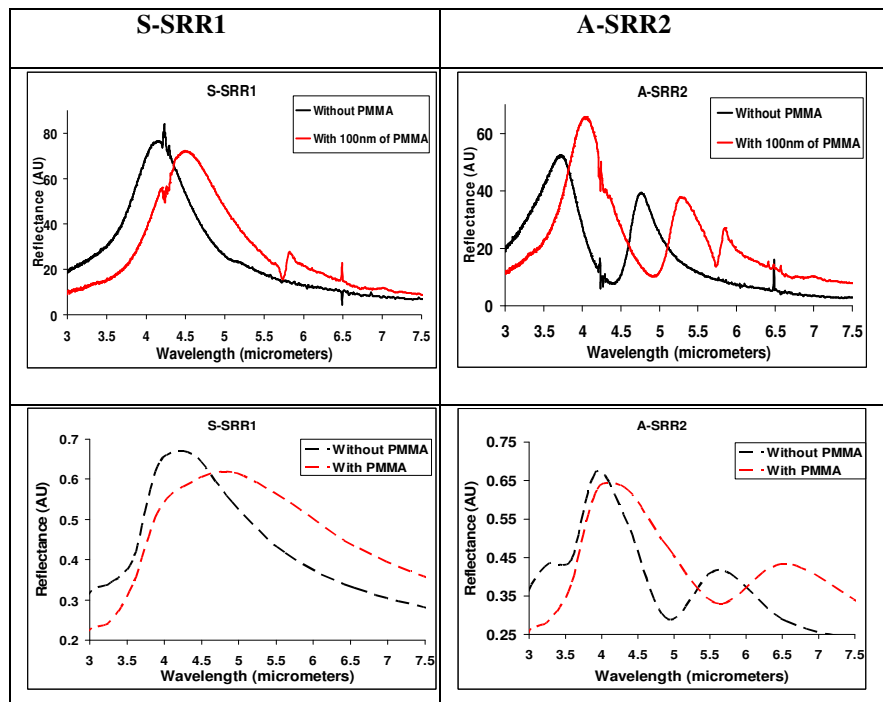 S-SRR1
A-SRR2
S-SRR1
Without PMMA
With 100nm of PMMA
Reflectance (AU)
80
60
40
20
0
3 4 4 5 5 6 6 7 7.5
3.5 4.5 5.5 6.5
Wavelength (micrometers)
A-SRR2
Without PMMA
With 100nm of PMMA
Reflectance (AU)
60
40
20
0
3 3.5 4 4.5 5 5.5 6 6.5 7 7.5
Wavelength (micrometers)
S-SRR1
Without PMMA
With PMMA
Reflectance (AU)
0.7
0.6
0.5
0.4
0.3
0.2
3 3.5 4 4.5 5 5.5 6 6.5 7 7.5
Wavelength (micrometers)
A-SRR2
Without PMMA
With PMMA
Reflectance (AU)
0.75
0.65
0.55
0.45
0.35
0.25
3 3.5 4 4.5 5 5.5 6 6.5 7 7.5
Wavelength (micrometers)